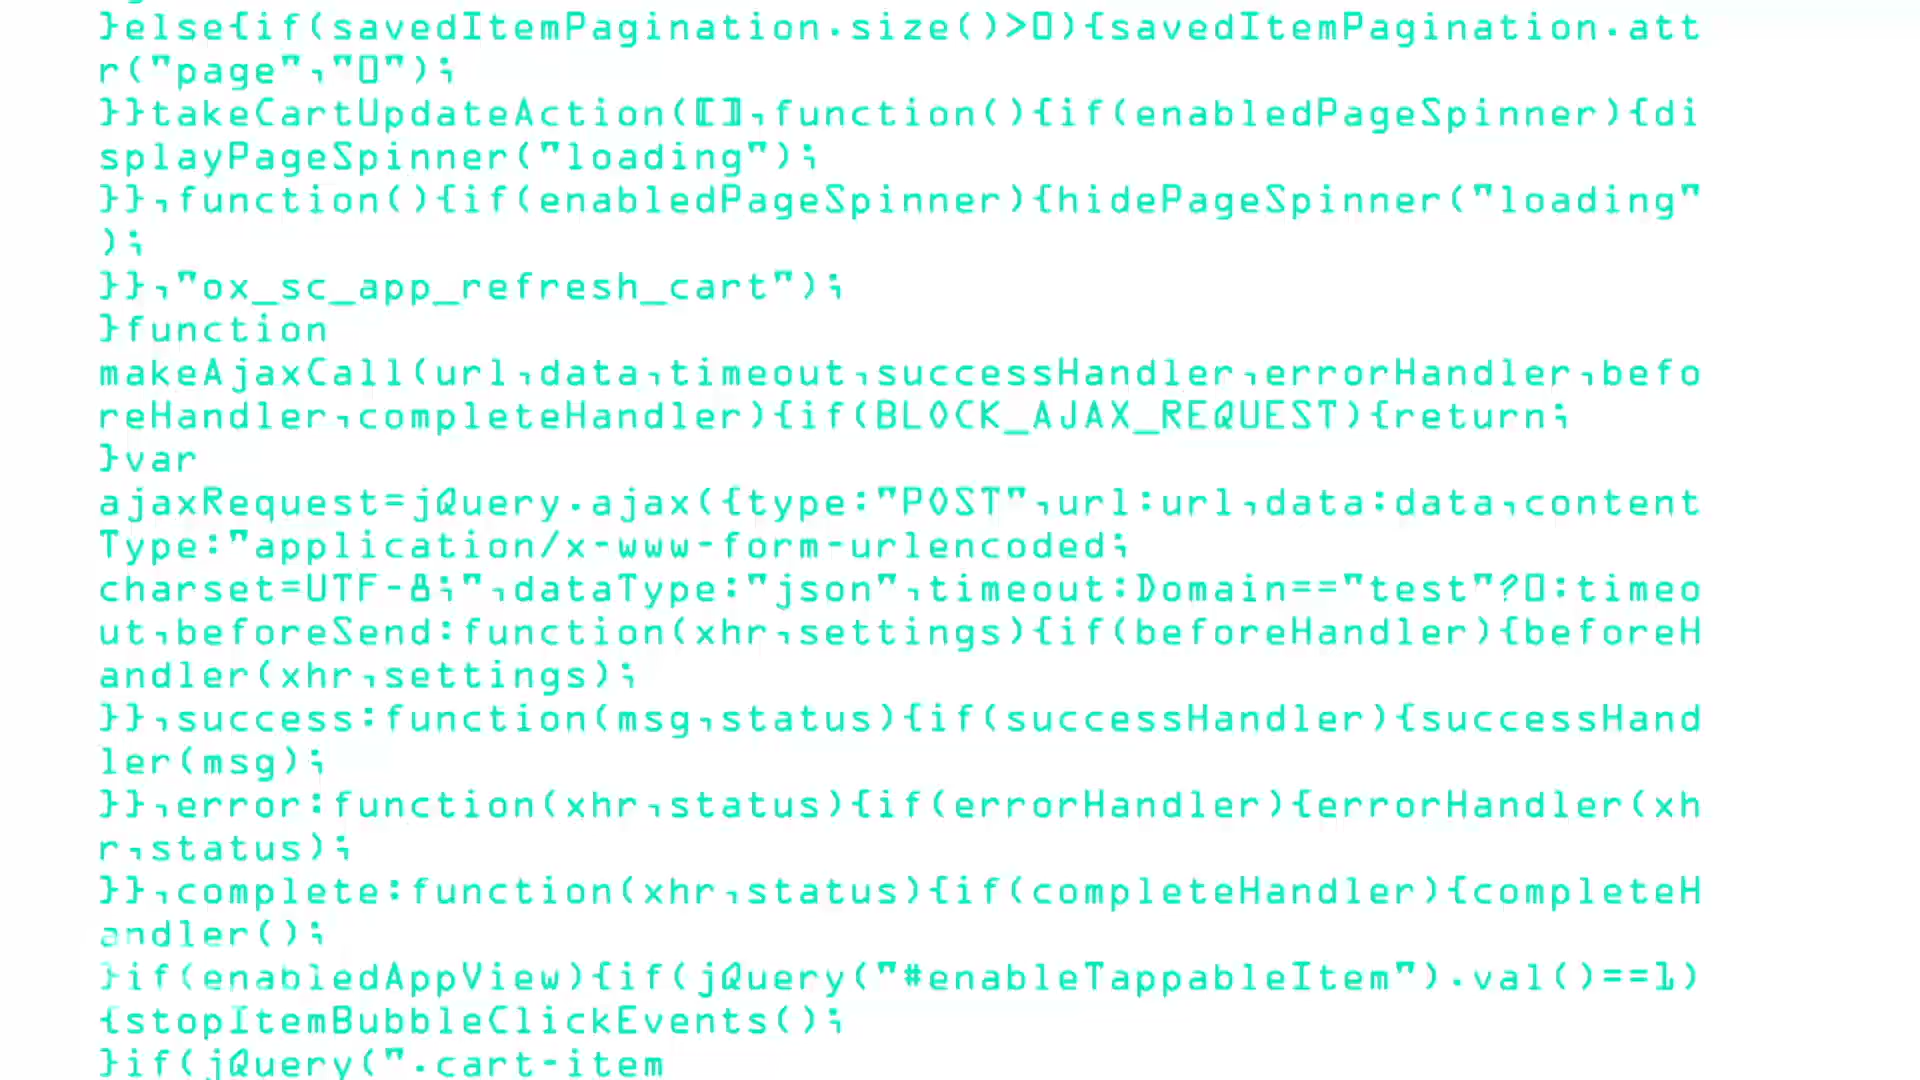 }else{if(savedItemPagination.size()>0){savedItemPagination.att
r("page","0");
}}takeCartUpdateAction([],function(){if(enabledPageSpinner){di
splayPageSpinner("loading");
}},function(){if(enabledPageSpinner){hidePageSpinner("loading"
);
}},"ox_sc_app_refresh_cart");
}function
makeAjaxCall(url,data,timeout,successHandler,errorHandler,befo
reHandler,completeHandler){if(BLOCK_AJAX_REQUEST){return;
}var
ajaxRequest=jQuery.ajax({type:"POST",url:url,data:data,content
Type:"application/x-www-form-urlencoded;
charset=UTF-8;",dataType:"json",timeout:Domain=="test"?0:timeo
ut,beforeSend:function(xhr,settings){if(beforeHandler){beforeH
andler(xhr,settings);
}},success:function(msg,status){if(successHandler){successHand
ler(msg);
}},error:function(xhr,status){if(errorHandler){errorHandler(xh
r,status);
}},complete:function(xhr,status){if(completeHandler){completeH
andler();
}if(enabledAppView){if(jQuery("#enableTappableItem").val()==1)
{stopItemBubbleClickEvents();
}if(jQuery(".cart-item